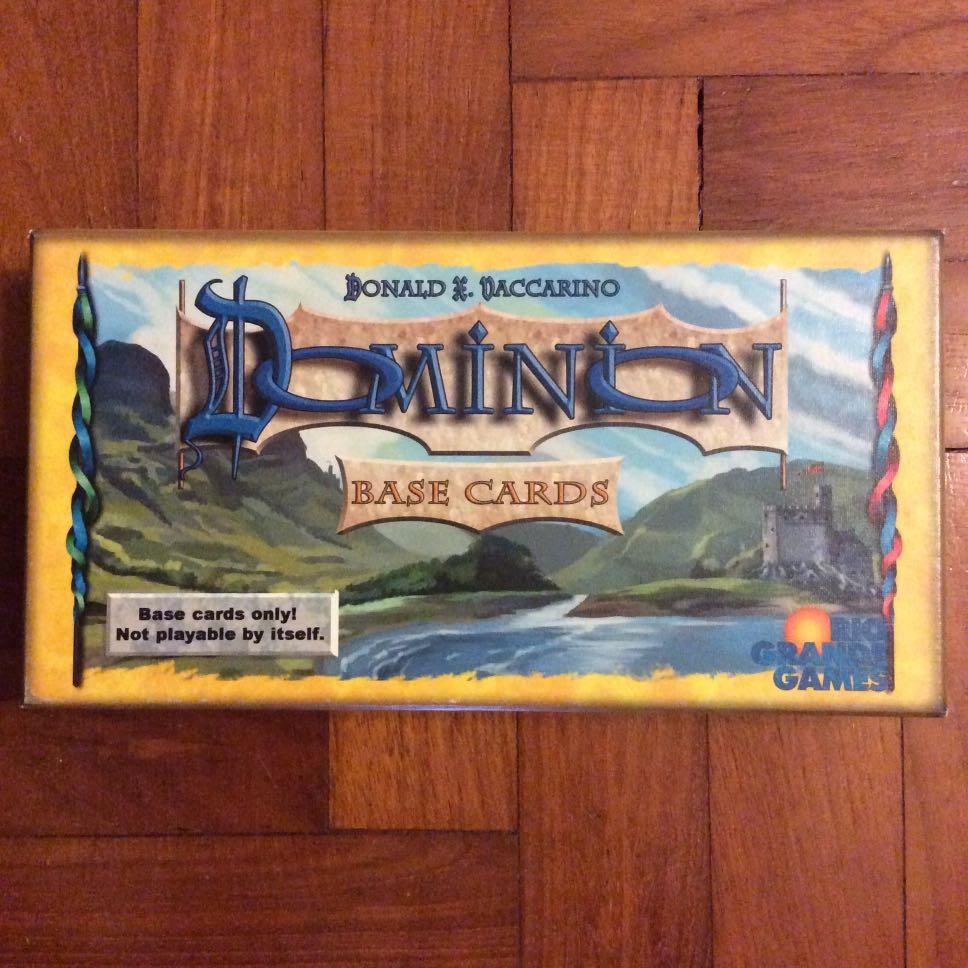 Donald X. Vaccarino
Dominion
BASE CARDS
Base cards only!
Not playable by itself.
RIO
GRANDE
GAMES